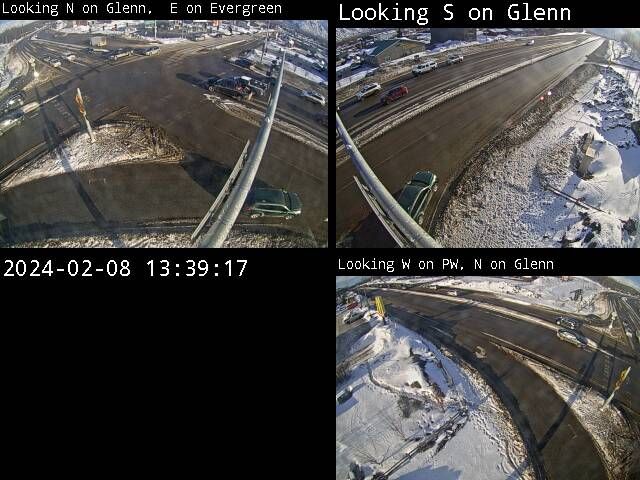 Looking N on Glenn,  E on Evergreen
Looking S on Glenn
2024-02-08 13:39:17
Looking W on PW, N on Glenn